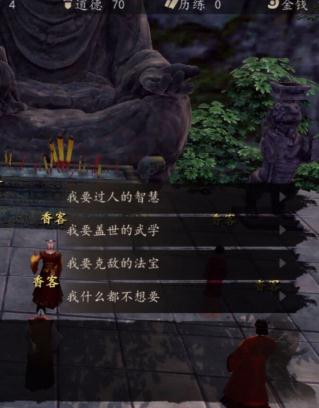 4 道德 70 历练 0 金钱
我要过人的智慧
香客
香客
我要盖世的武学
我要克敌的法宝
香客
我什么都不想要